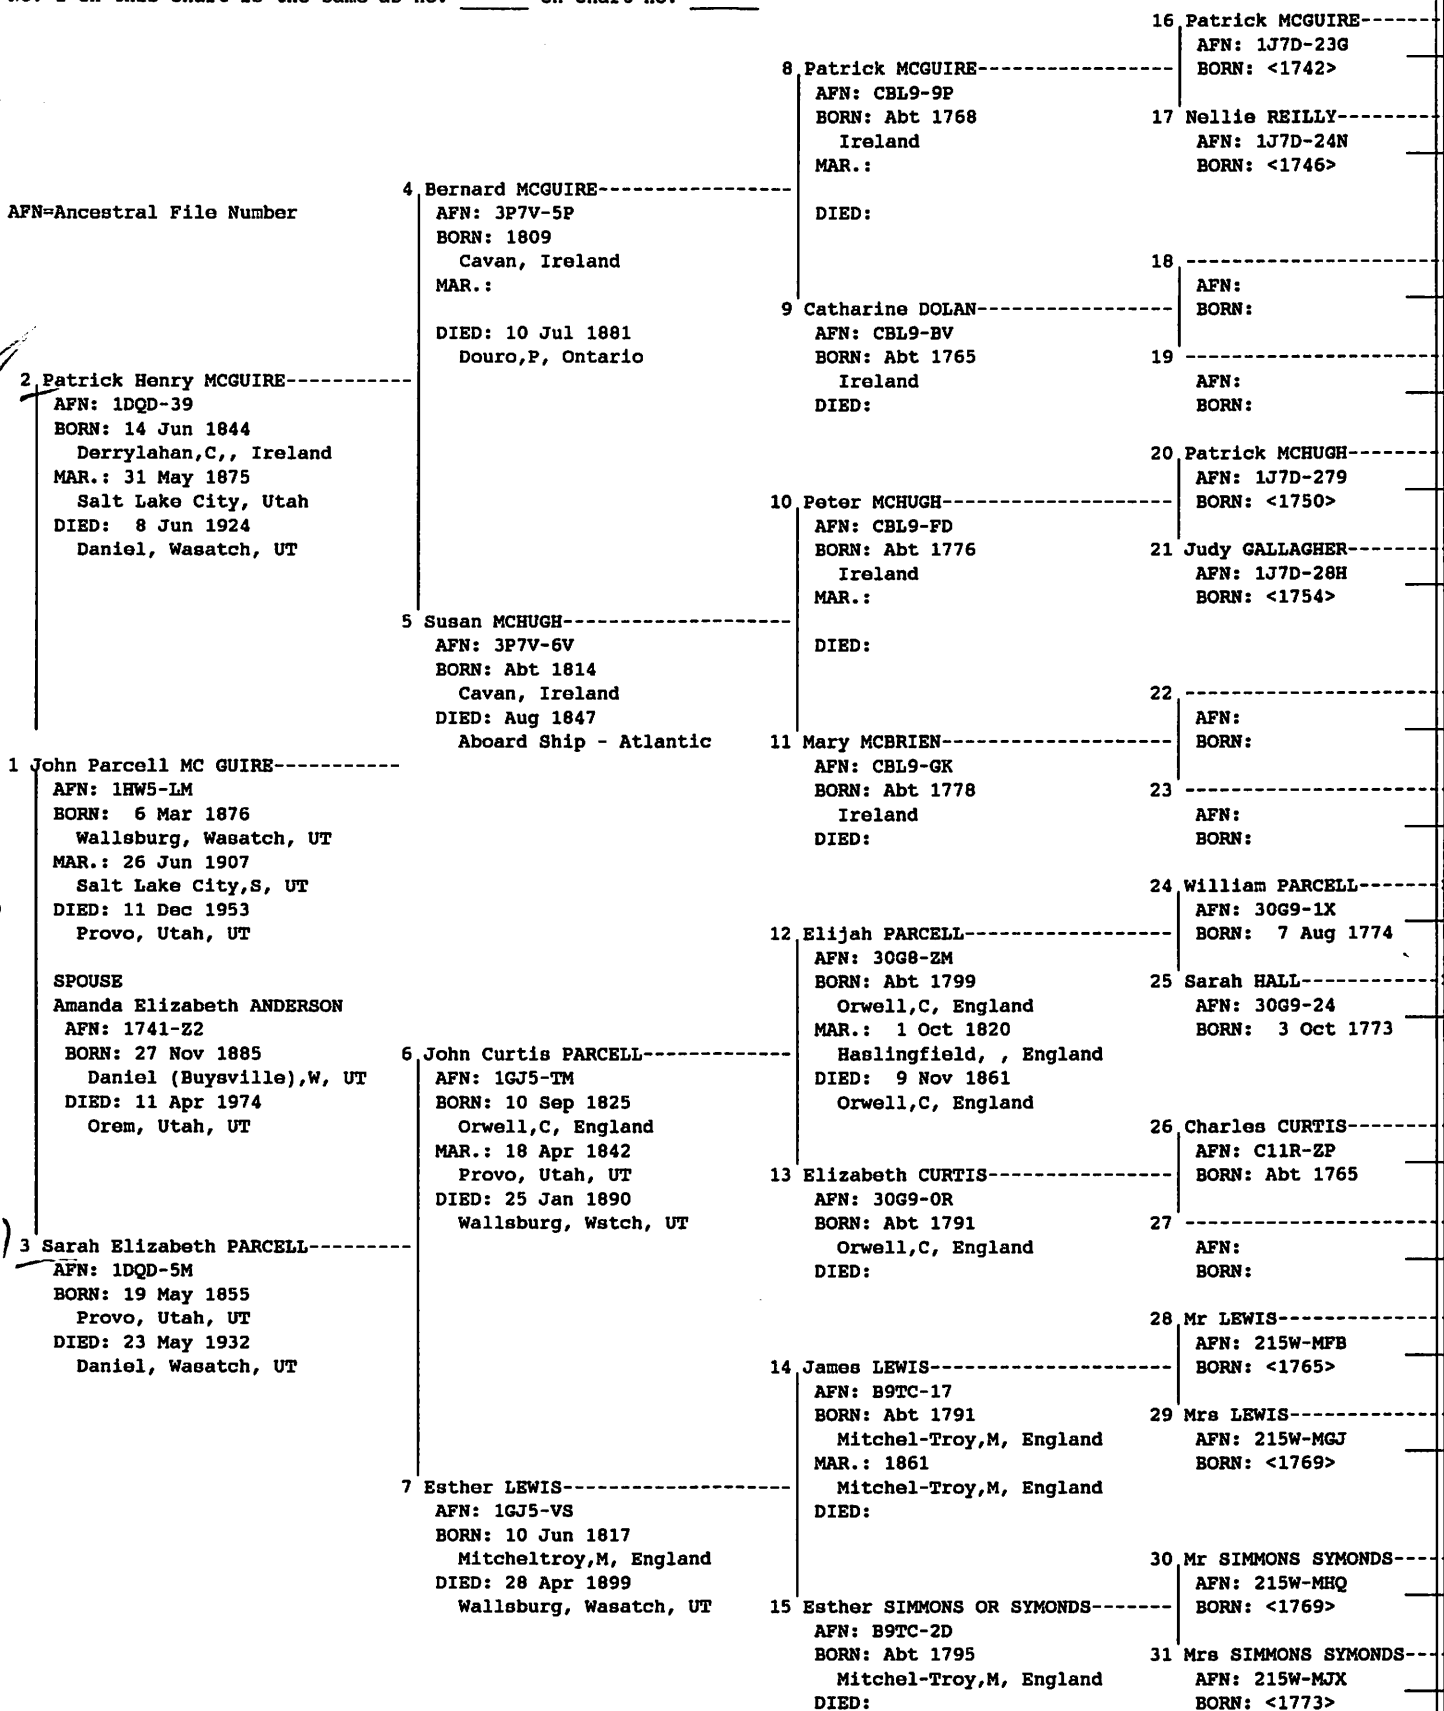 16 Patrick MCGUIRE-------
AFN: 1J7D-23G
BORN: <1742>
8 Patrick MCGUIRE-----------------
AFN: CBL9-9P
BORN: Abt 1768
Ireland
MAR.:
DIED:
17 Nellie REILLY---------
AFN: 1J7D-24N
BORN: <1746>
4 Bernard MCGUIRE----------------
AFN: 3P7V-5P
BORN: 1809
Cavan, Ireland
MAR.:
DIED: 10 Jul 1881
Douro,P, Ontario
AFN=Ancestral File Number
18 ---------------------
AFN:
BORN:
9 Catharine DOLAN-----------------
AFN: CBL9-BV
BORN: Abt 1765
Ireland
DIED:
19 ---------------------
AFN:
BORN:
2 Patrick Henry MCGUIRE-----------
AFN: 1DQD-39
BORN: 14 Jun 1844
Derrylahan,C,, Ireland
MAR.: 31 May 1875
Salt Lake City, Utah
DIED: 8 Jun 1924
Daniel, Wasatch, UT
20 Patrick MCHUGH--------
AFN: 1J7D-279
BORN: <1750>
10 Peter MCHUGH-------------------
AFN: CBL9-FD
BORN: Abt 1776
Ireland
MAR.:
DIED:
21 Judy GALLAGHER--------
AFN: 1J7D-28H
BORN: <1754>
5 Susan MCHUGH-------------------
AFN: 3P7V-6V
BORN: Abt 1814
Cavan, Ireland
DIED: Aug 1847
Aboard Ship - Atlantic
22 ---------------------
AFN:
BORN:
11 Mary MCBRIEN-------------------
AFN: CBL9-GK
BORN: Abt 1778
Ireland
DIED:
23 ---------------------
AFN:
BORN:
1 John Parcell MC GUIRE-----------
AFN: 1HW5-LM
BORN: 6 Mar 1876
Wallsburg, Wasatch, UT
MAR.: 26 Jun 1907
Salt Lake City,S, UT
DIED: 11 Dec 1953
Provo, Utah, UT
SPOUSE
Amanda Elizabeth ANDERSON
AFN: 1741-Z2
BORN: 27 Nov 1885
Daniel (Buysville),W, UT
DIED: 11 Apr 1974
Orem, Utah, UT
24 William PARCELL-------
AFN: 30G9-1X
BORN: 7 Aug 1774
12 Elijah PARCELL-----------------
AFN: 30G8-ZM
BORN: Abt 1799
Orwell,C, England
MAR.: 1 Oct 1820
Haslingfield, , England
DIED: 9 Nov 1861
Orwell,C, England
25 Sarah HALL------------
AFN: 30G9-24
BORN: 3 Oct 1773
6 John Curtis PARCELL------------
AFN: 1GJ5-TM
BORN: 10 Sep 1825
Orwell,C, England
MAR.: 18 Apr 1842
Provo, Utah, UT
DIED: 25 Jan 1890
Wallsburg, Wstch, UT
26 Charles CURTIS--------
AFN: C11R-ZP
BORN: Abt 1765
13 Elizabeth CURTIS---------------
AFN: 30G9-0R
BORN: Abt 1791
Orwell,C, England
DIED:
27 ---------------------
AFN:
BORN:
3 Sarah Elizabeth PARCELL---------
AFN: 1DQD-5M
BORN: 19 May 1855
Provo, Utah, UT
DIED: 23 May 1932
Daniel, Wasatch, UT
28 Mr LEWIS--------------
AFN: 215W-MFB
BORN: <1765>
14 James LEWIS--------------------
AFN: B9TC-17
BORN: Abt 1791
Mitchel-Troy,M, England
MAR.: 1861
Mitchel-Troy,M, England
DIED:
29 Mrs LEWIS-------------
AFN: 215W-MGJ
BORN: <1769>
7 Esther LEWIS-------------------
AFN: 1GJ5-VS
BORN: 10 Jun 1817
Mitcheltroy,M, England
DIED: 28 Apr 1899
Wallsburg, Wasatch, UT
30 Mr SIMMONS SYMONDS----
AFN: 215W-MHQ
BORN: <1769>
15 Esther SIMMONS OR SYMONDS-------
AFN: B9TC-2D
BORN: Abt 1795
Mitchel-Troy,M, England
DIED:
31 Mrs SIMMONS SYMONDS---
AFN: 215W-MJX
BORN: <1773>